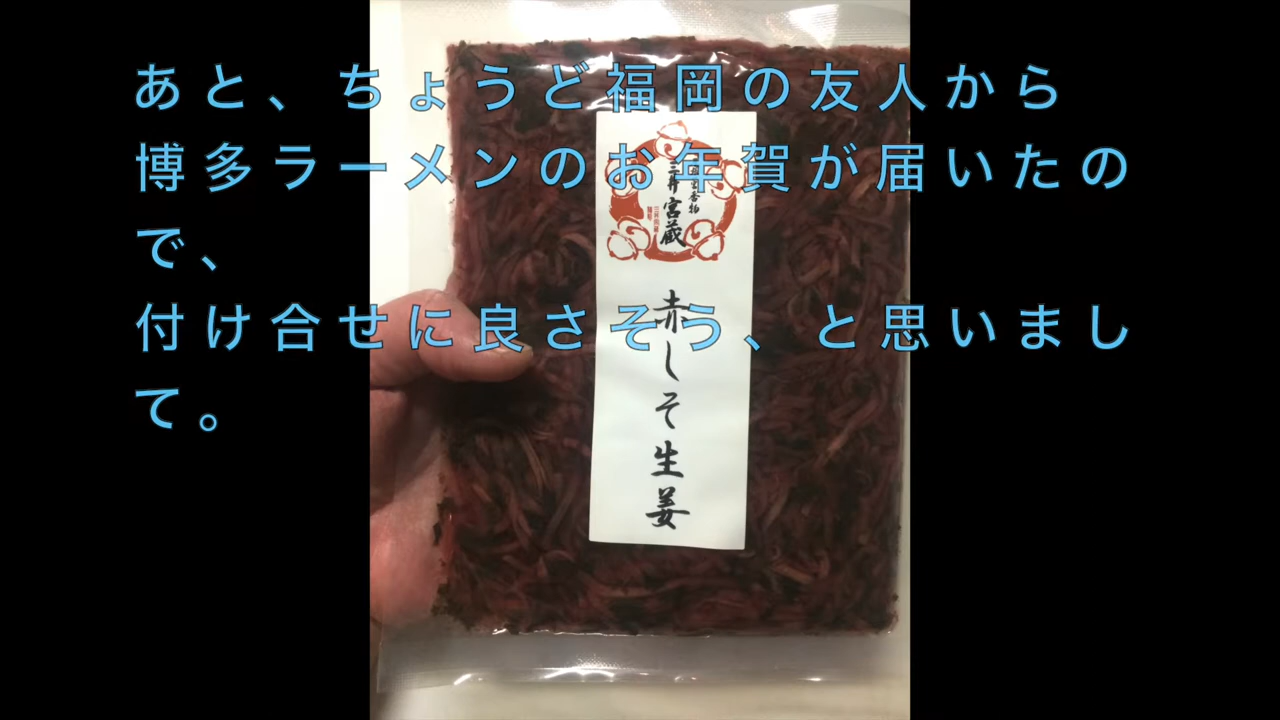 あと、ちょうど福岡の友人から
博多ラーメンのお年賀が届いたの
で、
付け合せに良さそう、と思いまし
て。
宮蔵
赤しそ生姜